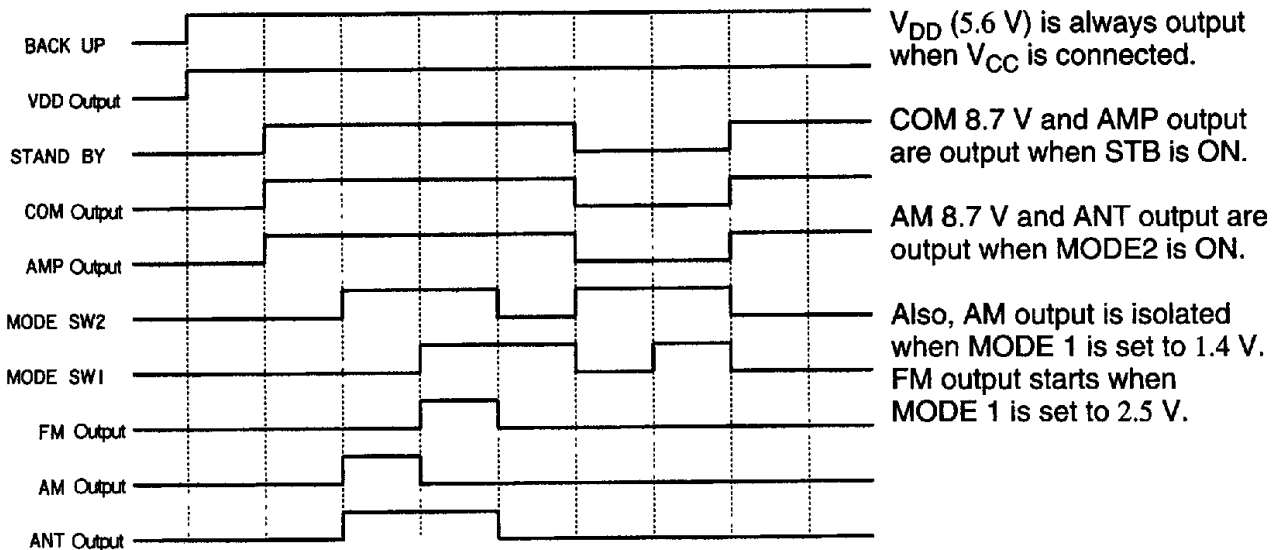 BACK UP
VDD Output
STAND BY
COM Output
AMP Output
MODE SW2
MODE SW1
FM Output
AM Output
ANT Output
VDD (5.6 V) is always output
when VCC is connected.
COM 8.7 V and AMP output
are output when STB is ON.
AM 8.7 V and ANT output are
output when MODE2 is ON.
Also, AM output is isolated
when MODE 1 is set to 1.4 V.
FM output starts when
MODE 1 is set to 2.5 V.